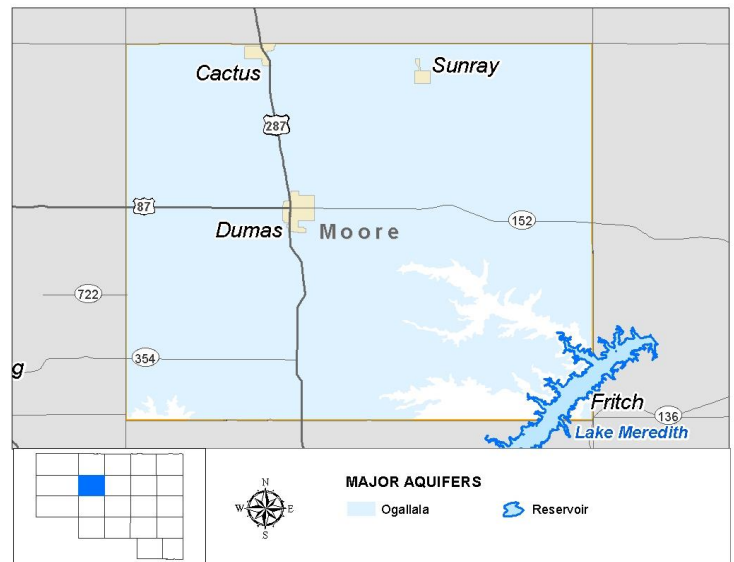 Cactus
Sunray
287
87
152
Dumas
Moore
722
354
g
Fritch
136
Lake Meredith
N
W
E
S
MAJOR AQUIFERS
Ogallala
Reservoir